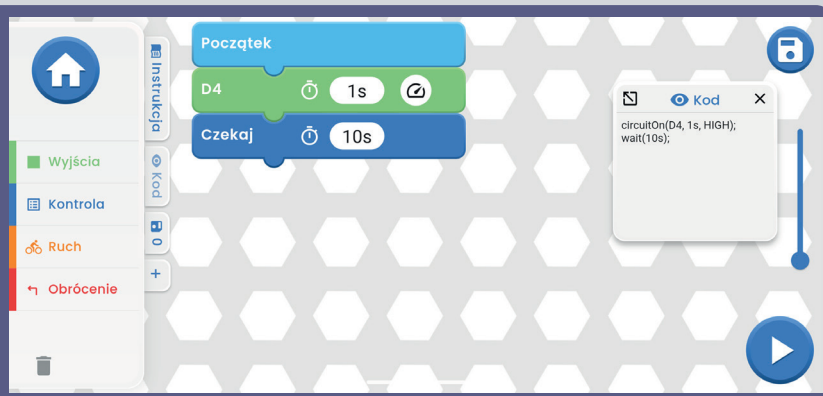 Początek
D4 1s
Czekaj 10s
Instrukcja
Kod
0
+
Wyjścia
Kontrola
Ruch
Obrócenie
Kod
circuitOn(D4, 1s, HIGH);
wait(10s);